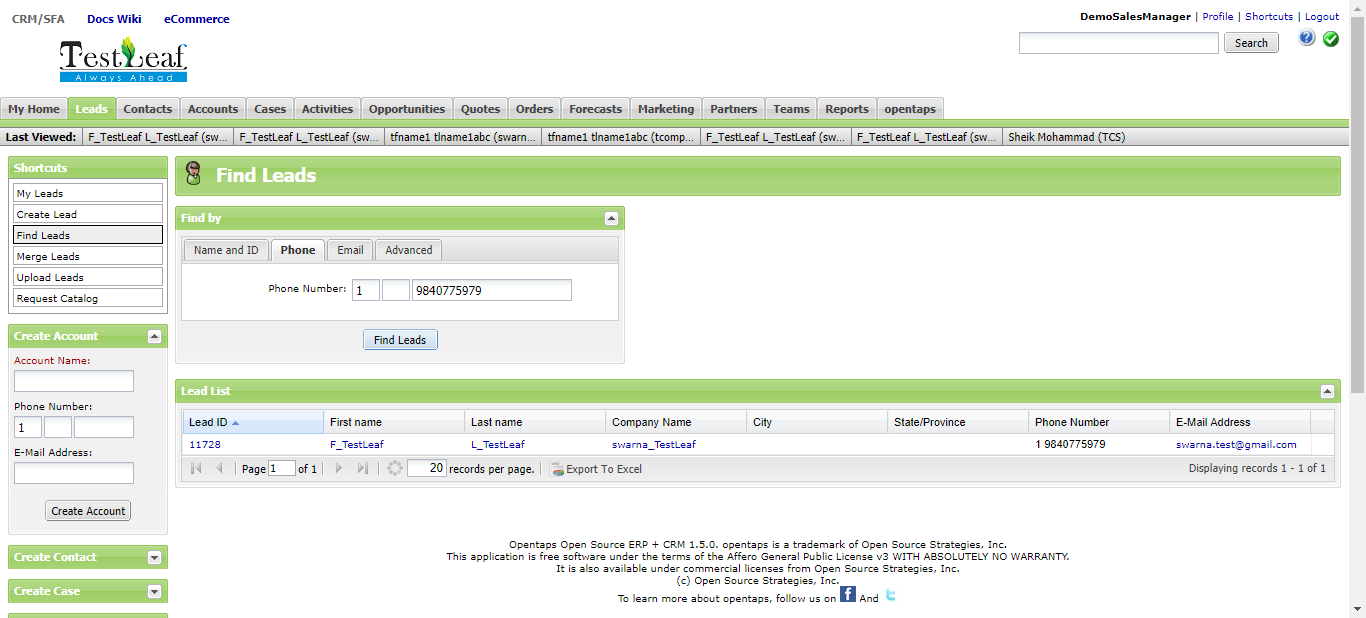 CRM/SFA Docs Wiki eCommerce
DemoSalesManager | Profile | Shortcuts | Logout
TestLeaf
Always Ahead
Search
?
My Home Leads Contacts Accounts Cases Activities Opportunities Quotes Orders Forecasts Marketing Partners Teams Reports opentaps
Last Viewed: F_TestLeaf L_TestLeaf (sw... F_TestLeaf L_TestLeaf (sw... tfname1 tlname1abc (swarn... tfname1 tlname1abc (tcomp... F_TestLeaf L_TestLeaf (sw... F_TestLeaf L_TestLeaf (sw... Sheik Mohammad (TCS)
Shortcuts
My Leads
Create Lead
Find Leads
Merge Leads
Upload Leads
Request Catalog
Create Account
Account Name:
Phone Number:
1
E-Mail Address:
Create Account
Create Contact
Create Case
Find Leads
Find by
Name and ID Phone Email Advanced
Phone Number: 1 9840775979
Find Leads
Lead List
Lead ID First name Last name Company Name City State/Province Phone Number E-Mail Address
11728 F_TestLeaf L_TestLeaf swarna_TestLeaf 1 9840775979 swarna.test@gmail.com
Page 1 of 1 20 records per page. Export To Excel Displaying records 1 - 1 of 1
Opentaps Open Source ERP + CRM 1.5.0. opentaps is a trademark of Open Source Strategies, Inc.
This application is free software under the terms of the Affero General Public License v3 WITH ABSOLUTELY NO WARRANTY.
It is also available under commercial licenses from Open Source Strategies, Inc.
(c) Open Source Strategies, Inc.
To learn more about opentaps, follow us on f And t